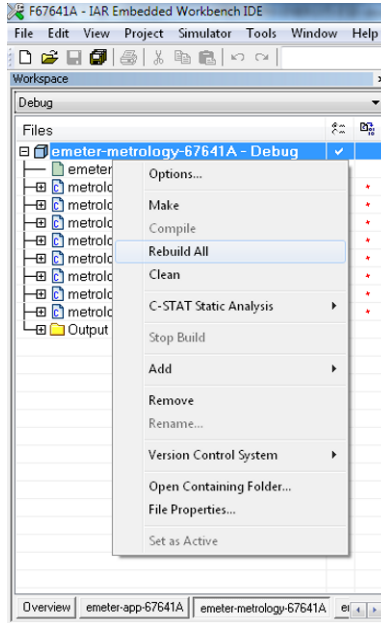 F67641A - IAR Embedded Workbench IDE
File Edit View Project Simulator Tools Window Help
Workspace
Debug
Files
emeter-metrology-67641A - Debug
emeter
metrolo
metrolo
metrolo
metrolo
metrolo
metrolo
metrolo
metrolo
Output
Options...
Make
Compile
Rebuild All
Clean
C-STAT Static Analysis
Stop Build
Add
Remove
Rename...
Version Control System
Open Containing Folder...
File Properties...
Set as Active
Overview emeter-app-67641A emeter-metrology-67641A